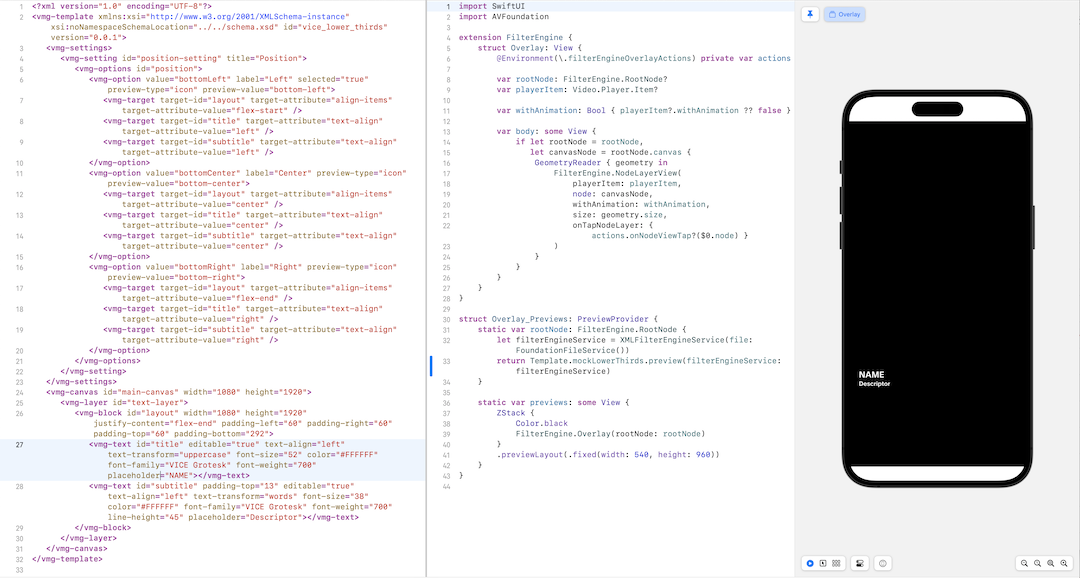 1 <?xml version="1.0" encoding="UTF-8"?>
2 <vmg-template xmlns:xsi="http://www.w3.org/2001/XMLSchema-instance"
xsi:noNamespaceSchemaLocation="../../schema.xsd" id="vice_lower_thirds"
version="0.0.1">
3 <vmg-settings>
4 <vmg-setting id="position-setting" title="Position">
5 <vmg-options id="position">
6 <vmg-option value="bottomLeft" label="Left" selected="true"
preview-type="icon" preview-value="bottom-left">
7 <vmg-target target-id="layout" target-attribute="align-items"
target-attribute-value="flex-start" />
8 <vmg-target target-id="title" target-attribute="text-align"
target-attribute-value="left" />
9 <vmg-target target-id="subtitle" target-attribute="text-align"
target-attribute-value="left" />
10 </vmg-option>
11 <vmg-option value="bottomCenter" label="Center" preview-type="icon"
preview-value="bottom-center">
12 <vmg-target target-id="layout" target-attribute="align-items"
target-attribute-value="center" />
13 <vmg-target target-id="title" target-attribute="text-align"
target-attribute-value="center" />
14 <vmg-target target-id="subtitle" target-attribute="text-align"
target-attribute-value="center" />
15 </vmg-option>
16 <vmg-option value="bottomRight" label="Right" preview-type="icon"
preview-value="bottom-right">
17 <vmg-target target-id="layout" target-attribute="align-items"
target-attribute-value="flex-end" />
18 <vmg-target target-id="title" target-attribute="text-align"
target-attribute-value="right" />
19 <vmg-target target-id="subtitle" target-attribute="text-align"
target-attribute-value="right" />
20 </vmg-option>
21 </vmg-options>
22 </vmg-setting>
23 </vmg-settings>
24 <vmg-canvas id="main-canvas" width="1080" height="1920">
25 <vmg-layer id="text-layer">
26 <vmg-block id="layout" width="1080" height="1920"
justify-content="flex-end" padding-left="60" padding-right="60"
padding-top="60" padding-bottom="292">
27 <vmg-text id="title" editable="true" text-align="left"
text-transform="uppercase" font-size="52" color="#FFFFFF"
font-family="VICE Grotesk" font-weight="700"
placeholder="NAME"></vmg-text>
28 <vmg-text id="subtitle" padding-top="13" editable="true"
text-align="left" text-transform="words" font-size="38"
color="#FFFFFF" font-family="VICE Grotesk" font-weight="700"
line-height="45" placeholder="Descriptor"></vmg-text>
29 </vmg-block>
30 </vmg-layer>
31 </vmg-canvas>
32 </vmg-template>
33
1 import SwiftUI
2 import AVFoundation
3
4 extension FilterEngine {
5 struct Overlay: View {
6 @Environment(\.filterEngineOverlayActions) private var actions
7
8 var rootNode: FilterEngine.RootNode?
9 var playerItem: Video.Player.Item?
10
11 var withAnimation: Bool { playerItem?.withAnimation ?? false }
12
13 var body: some View {
14 if let rootNode = rootNode,
15 let canvasNode = rootNode.canvas {
16 GeometryReader { geometry in
17 FilterEngine.NodeLayerView(
18 playerItem: playerItem,
19 node: canvasNode,
20 withAnimation: withAnimation,
21 size: geometry.size,
22 onTapNodeLayer: {
actions.onNodeViewTap?($0.node) }
23 )
24 }
25 }
26 }
27 }
28 }
29
30 struct Overlay_Previews: PreviewProvider {
31 static var rootNode: FilterEngine.RootNode {
32 let filterEngineService = XMLFilterEngineService(file:
FoundationFileService())
33 return Template.mockLowerThirds.preview(filterEngineService:
filterEngineService)
34 }
35
36 static var previews: some View {
37 ZStack {
38 Color.black
39 FilterEngine.Overlay(rootNode: rootNode)
40 }
41 .previewLayout(.fixed(width: 540, height: 960))
42 }
43 }
44
Overlay
NAME
Descriptor